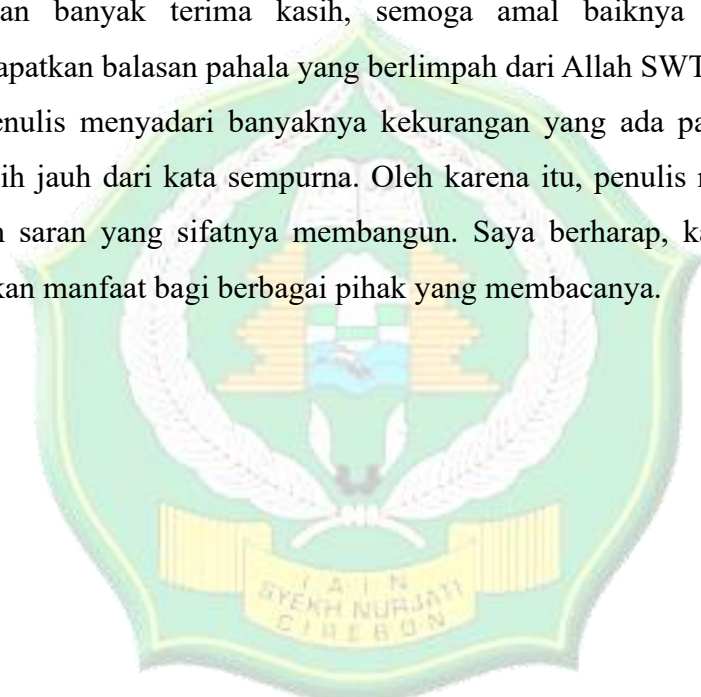 an banyak terima kasih, semoga amal baiknya
apatkan balasan pahala yang berlimpah dari Allah SWT
enulis menyadari banyaknya kekurangan yang ada pa
ih jauh dari kata sempurna. Oleh karena itu, penulis
n saran yang sifatnya membangun. Saya berharap, ka
kan manfaat bagi berbagai pihak yang membacanya.
I A I N
SYEKH NURJATI
CIREBON